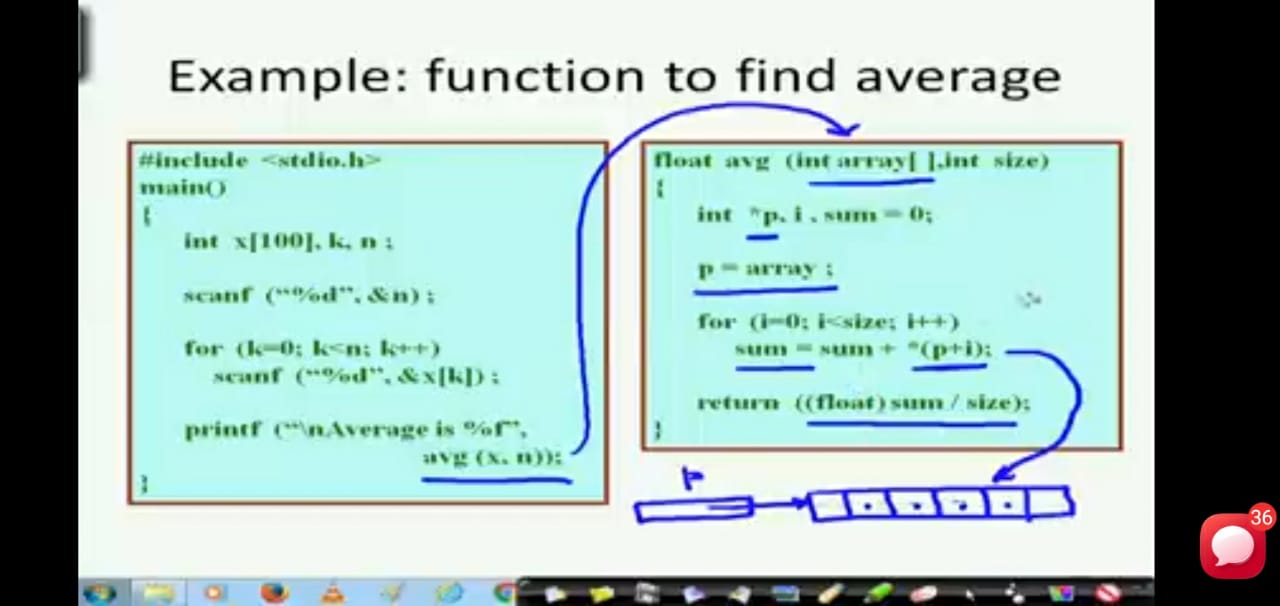 Example: function to find average
#include <stdio.h>
main()
{
int x[100], k, n ;
scanf (“%d”, &n) ;
for (k=0; k<n; k++)
scanf (“%d”, &x[k]) ;
printf (“\nAverage is %f”,
avg (x, n));
}
float avg (int array[ ],int size)
{
int *p, i , sum = 0;
p = array ;
for (i=0; i<size; i++)
sum = sum + *(p+i);
return ((float) sum / size);
}
p
36